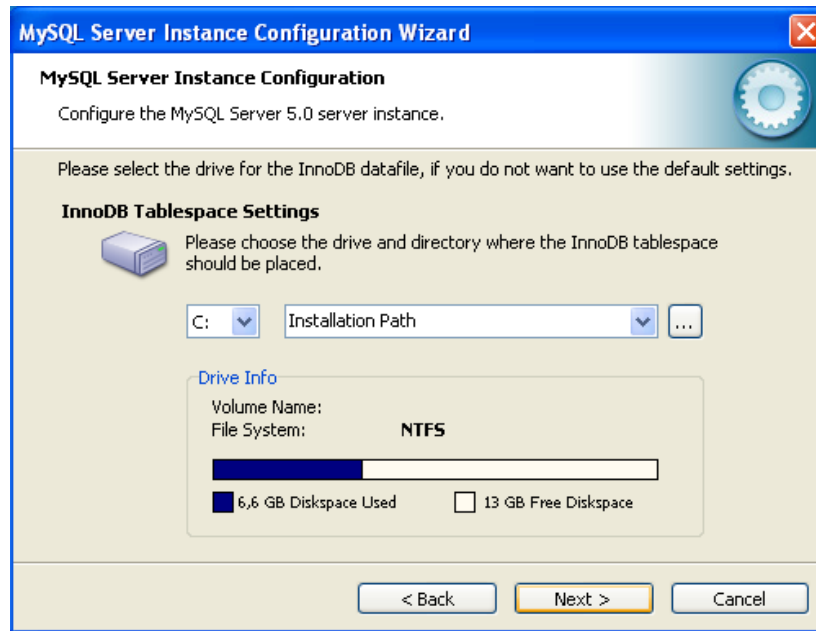 MySQL Server Instance Configuration Wizard
MySQL Server Instance Configuration
Configure the MySQL Server 5.0 server instance.
Please select the drive for the InnoDB datafile, if you do not want to use the default settings.
InnoDB Tablespace Settings
Please choose the drive and directory where the InnoDB tablespace
should be placed.
C: Installation Path ...
Drive Info
Volume Name:
File System: NTFS
6,6 GB Diskspace Used 13 GB Free Diskspace
< Back Next > Cancel